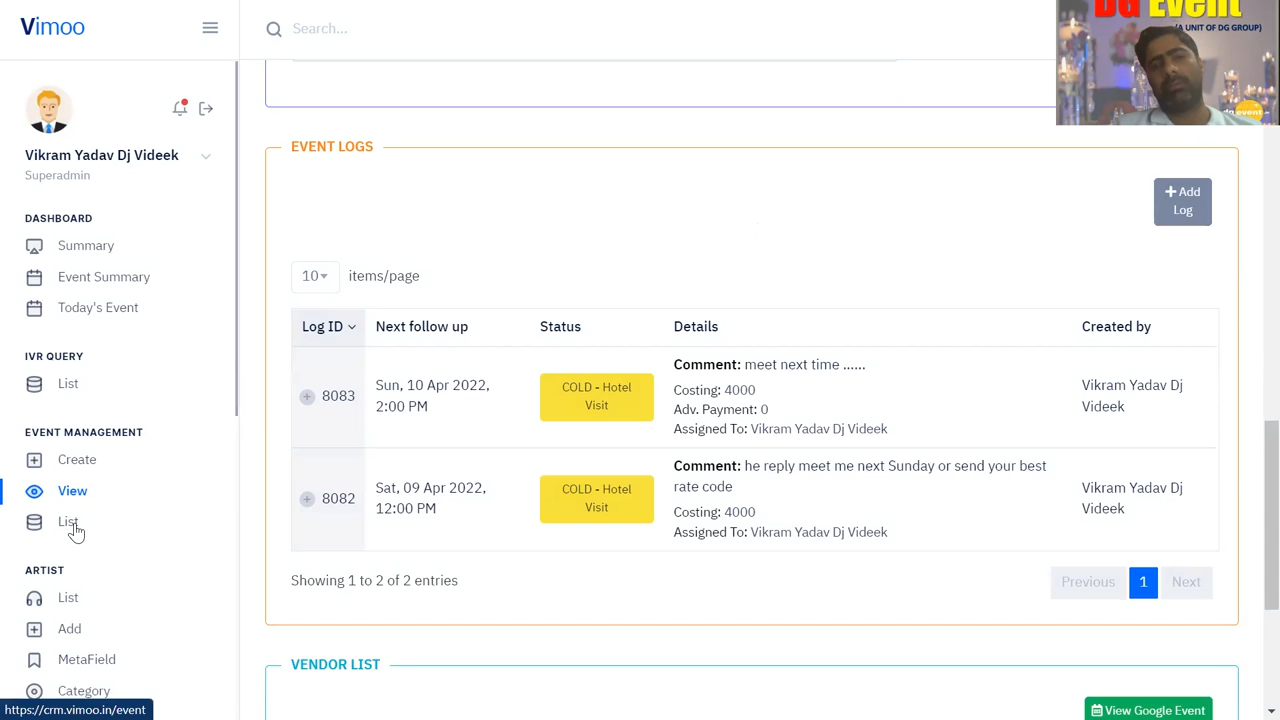 Vimoo
Search...
DG Event
(A UNIT OF DG GROUP)
dg event
Vikram Yadav Dj Videek
Superadmin
DASHBOARD
Summary
Event Summary
Today's Event
IVR QUERY
List
EVENT MANAGEMENT
Create
View
List
ARTIST
List
Add
MetaField
Category
https://crm.vimoo.in/event
EVENT LOGS
+ Add
Log
10 items/page
Log ID Next follow up Status Details Created by
8083
Sun, 10 Apr 2022,
2:00 PM
COLD - Hotel
Visit
Comment: meet next time ......
Costing: 4000
Adv. Payment: 0
Assigned To: Vikram Yadav Dj Videek
Vikram Yadav Dj
Videek
8082
Sat, 09 Apr 2022,
12:00 PM
COLD - Hotel
Visit
Comment: he reply meet me next Sunday or send your best
rate code
Costing: 4000
Assigned To: Vikram Yadav Dj Videek
Vikram Yadav Dj
Videek
Showing 1 to 2 of 2 entries
Previous 1 Next
VENDOR LIST
View Google Event